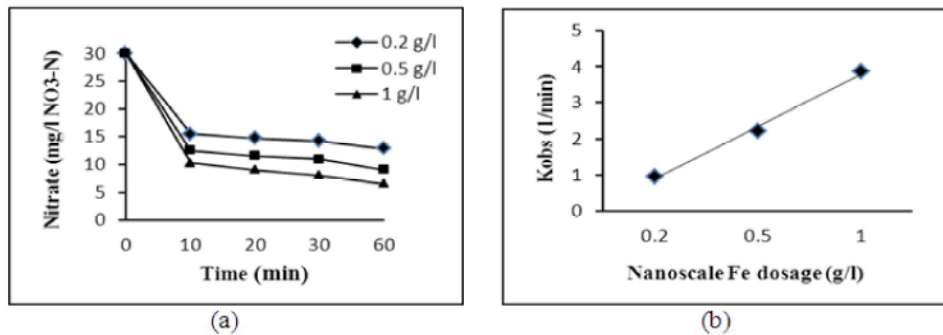 Nitrate (mg/l NO3-N)
30
25
20
15
10
5
0
0.2 g/l
0.5 g/l
1 g/l
0 10 20 30 60
Time (min)
(a)
Kobs (1/min)
5
4
3
2
1
0
0.2 0.5 1
Nanoscale Fe dosage (g/l)
(b)